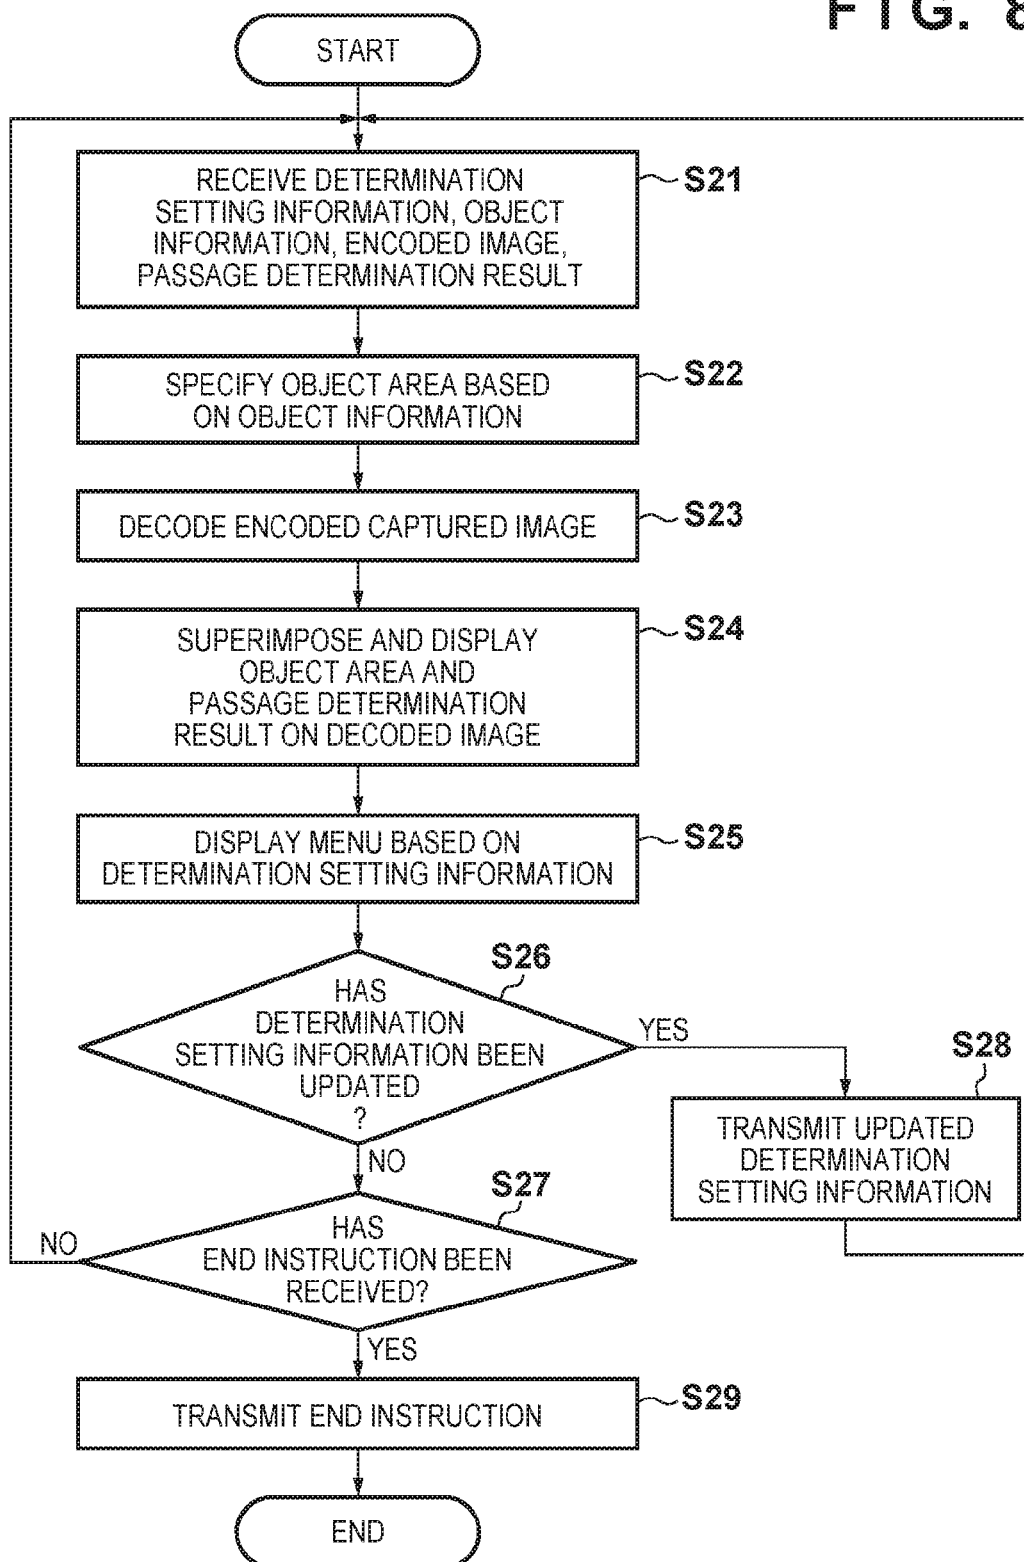 FIG. 8
START
RECEIVE DETERMINATION
SETTING INFORMATION, OBJECT
INFORMATION, ENCODED IMAGE,
PASSAGE DETERMINATION RESULT
S21
SPECIFY OBJECT AREA BASED
ON OBJECT INFORMATION
S22
DECODE ENCODED CAPTURED IMAGE
S23
SUPERIMPOSE AND DISPLAY
OBJECT AREA AND
PASSAGE DETERMINATION
RESULT ON DECODED IMAGE
S24
DISPLAY MENU BASED ON
DETERMINATION SETTING INFORMATION
S25
S26
HAS
DETERMINATION
SETTING INFORMATION BEEN
UPDATED
?
YES
S28
TRANSMIT UPDATED
DETERMINATION
SETTING INFORMATION
NO
S27
HAS
END INSTRUCTION BEEN
RECEIVED?
NO
YES
TRANSMIT END INSTRUCTION
S29
END